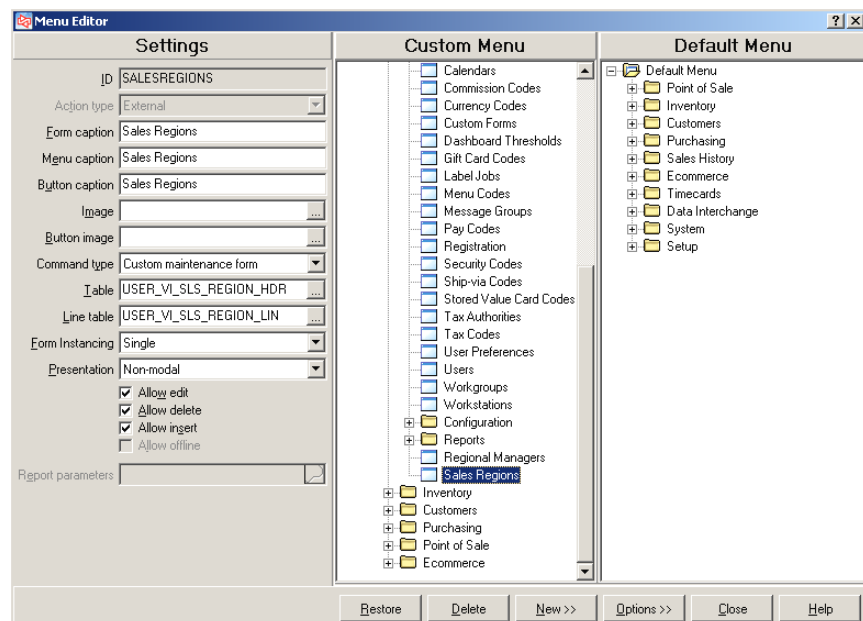 Menu Editor
Settings
ID SALESREGIONS
Action type External
Form caption Sales Regions
Menu caption Sales Regions
Button caption Sales Regions
Image ...
Button image ...
Command type Custom maintenance form
Table USER_VI_SLS_REGION_HDR ...
Line table USER_VI_SLS_REGION_LIN ...
Form Instancing Single
Presentation Non-modal
Allow edit
Allow delete
Allow insert
Allow offline
Report parameters
Custom Menu
Calendars
Commission Codes
Currency Codes
Custom Forms
Dashboard Thresholds
Gift Card Codes
Label Jobs
Menu Codes
Message Groups
Pay Codes
Registration
Security Codes
Ship-via Codes
Stored Value Card Codes
Tax Authorities
Tax Codes
User Preferences
Users
Workgroups
Workstations
Configuration
Reports
Regional Managers
Sales Regions
Inventory
Customers
Purchasing
Point of Sale
Ecommerce
Default Menu
Default Menu
Point of Sale
Inventory
Customers
Purchasing
Sales History
Ecommerce
Timecards
Data Interchange
System
Setup
Restore Delete New >> Options >> Close Help